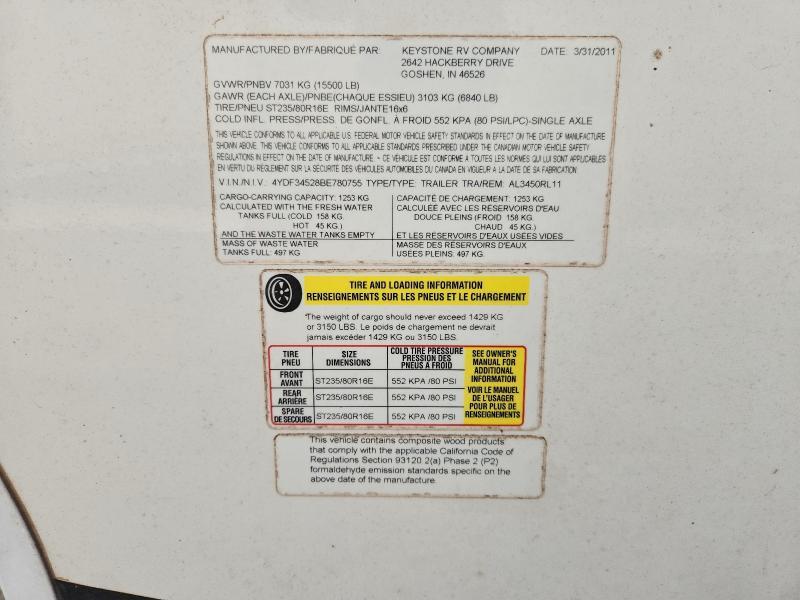 MANUFACTURED BY/FABRIQUÉ PAR: KEYSTONE RV COMPANY DATE: 3/31/2011
2642 HACKBERRY DRIVE
GOSHEN, IN 46526
GVWR/PNBV 7031 KG (15500 LB)
GAWR (EACH AXLE)/PNBE(CHAQUE ESSIEU) 3103 KG (6840 LB)
TIRE/PNEU ST235/80R16E RIMS/JANTE16x6
COLD INFL. PRESS/PRESS. DE GONFL. À FROID 552 KPA (80 PSI/LPC)-SINGLE AXLE
THIS VEHICLE CONFORMS TO ALL APPLICABLE U.S. FEDERAL MOTOR VEHICLE SAFETY STANDARDS IN EFFECT ON THE DATE OF MANUFACTURE
SHOWN ABOVE. THIS VEHICLE CONFORMS TO ALL APPLICABLE STANDARDS PRESCRIBED UNDER THE CANADIAN MOTOR VEHICLE SAFETY
REGULATIONS IN EFFECT ON THE DATE OF MANUFACTURE. • CE VÉHICULE EST CONFORME À TOUTES LES NORMES QUI LUI SONT APPLICABLES
EN VERTU DU RÈGLEMENT SUR LA SÉCURITÉ DES VÉHICULES AUTOMOBILES DU CANADA EN VIGUEUR À LA DATE DE SA FABRICATION
V.I.N./N.I.V.: 4YDF34528BE780755 TYPE/TYPE: TRAILER TRA/REM: AL3450RL11
CARGO-CARRYING CAPACITY: 1253 KG
CALCULATED WITH THE FRESH WATER
TANKS FULL (COLD 158 KG.
HOT 45 KG.)
AND THE WASTE WATER TANKS EMPTY
MASS OF WASTE WATER
TANKS FULL: 497 KG
CAPACITÉ DE CHARGEMENT: 1253 KG
CALCULÉE AVEC LES RÉSERVOIRS D'EAU
DOUCE PLEINS (FROID 158 KG.
CHAUD 45 KG.)
ET LES RÉSERVOIRS D'EAUX USÉES VIDES
MASSE DES RÉSERVOIRS D'EAUX
USÉES PLEINS: 497 KG.
TIRE AND LOADING INFORMATION
RENSEIGNEMENTS SUR LES PNEUS ET LE CHARGEMENT
The weight of cargo should never exceed 1429 KG
or 3150 LBS. Le poids de chargement ne devrait
jamais excéder 1429 KG ou 3150 LBS.
TIRE
PNEU
SIZE
DIMENSIONS
COLD TIRE PRESSURE
PRESSION DES
PNEUS A FROID
FRONT
AVANT
ST235/80R16E 552 KPA /80 PSI
REAR
ARRIÈRE
ST235/80R16E 552 KPA /80 PSI
SPARE
DE SECOURS
ST235/80R16E 552 KPA /80 PSI
SEE OWNER'S
MANUAL FOR
ADDITIONAL
INFORMATION
VOIR LE MANUEL
DE L'USAGER
POUR PLUS DE
RENSEIGNEMENTS
This vehicle contains composite wood products
that comply with the applicable California Code of
Regulations Section 93120.2(a) Phase 2 (P2)
formaldehyde emission standards specific on the
above date of the manufacture.